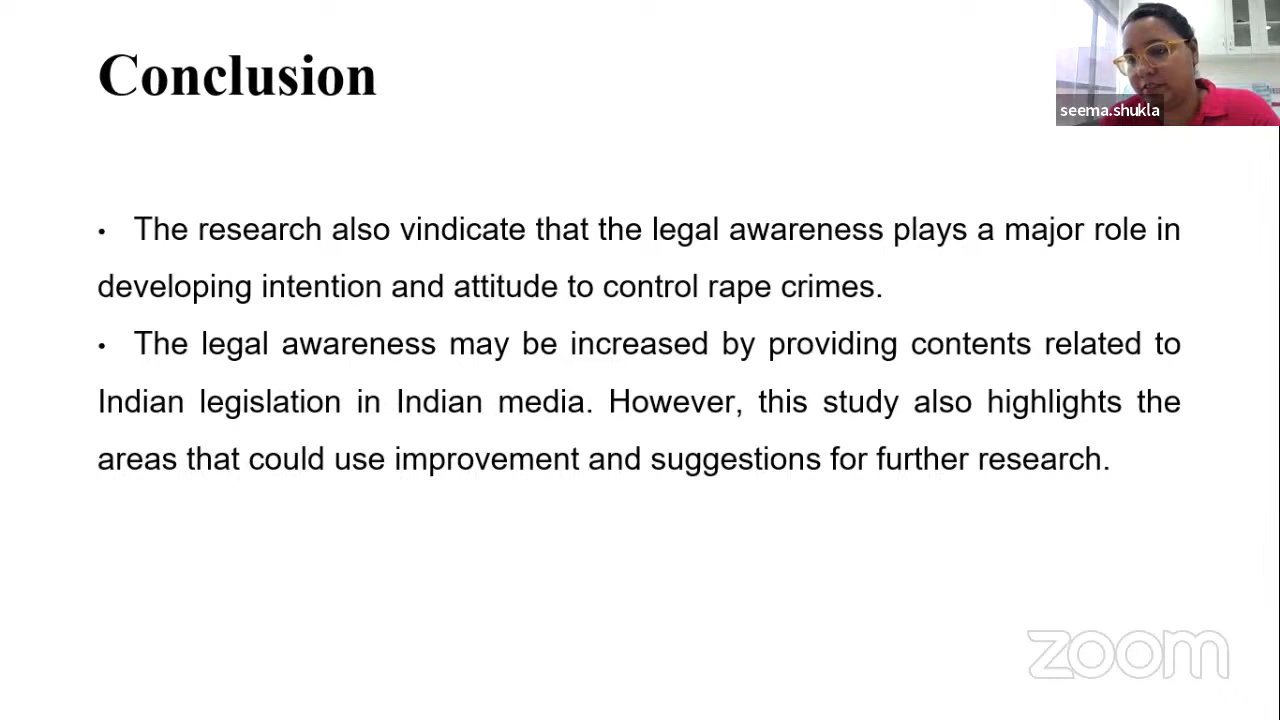 Conclusion
seema.shukla
• The research also vindicate that the legal awareness plays a major role in
developing intention and attitude to control rape crimes.
• The legal awareness may be increased by providing contents related to
Indian legislation in Indian media. However, this study also highlights the
areas that could use improvement and suggestions for further research.
zoom